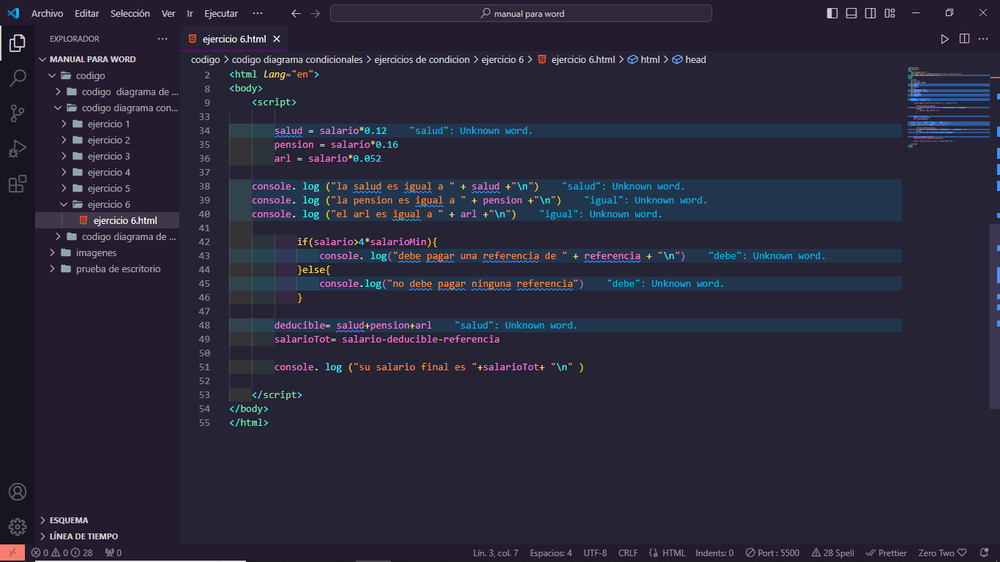 Archivo Editar Selección Ver Ir Ejecutar ··· manual para word
EXPLORADOR ···
MANUAL PARA WORD
codigo
codigo diagrama de ...
codigo diagrama con...
ejercicio 1
ejercicio 2
ejercicio 3
ejercicio 4
ejercicio 5
ejercicio 6
ejercicio 6.html
codigo diagrama de ...
imagenes
prueba de escritorio
ESQUEMA
LÍNEA DE TIEMPO
ejercicio 6.html
codigo > codigo diagrama condicionales > ejercicios de condicion > ejercicio 6 > ejercicio 6.html > html > head
2 <html lang="en">
8 <body>
9 <script>
33
34 salud = salario*0.12 "salud": Unknown word.
35 pension = salario*0.16
36 arl = salario*0.052
37
38 console. log ("la salud es igual a " + salud +"\n") "salud": Unknown word.
39 console. log ("la pension es igual a " + pension +"\n") "igual": Unknown word.
40 console. log ("el arl es igual a " + arl +"\n") "igual": Unknown word.
41
42 if(salario>4*salarioMin){
43 console. log("debe pagar una referencia de " + referencia + "\n") "debe": Unknown word.
44 }else{
45 console.log("no debe pagar ninguna referencia") "debe": Unknown word.
46 }
47
48 deducible= salud+pension+arl "salud": Unknown word.
49 salarioTot= salario-deducible-referencia
50
51 console. log ("su salario final es "+salarioTot+ "\n" )
52
53 </script>
54 </body>
55 </html>
0 0 28 0 Lín. 3, col. 7 Espacios: 4 UTF-8 CRLF HTML Indents: 0 Port : 5500 28 Spell Prettier Zero Two